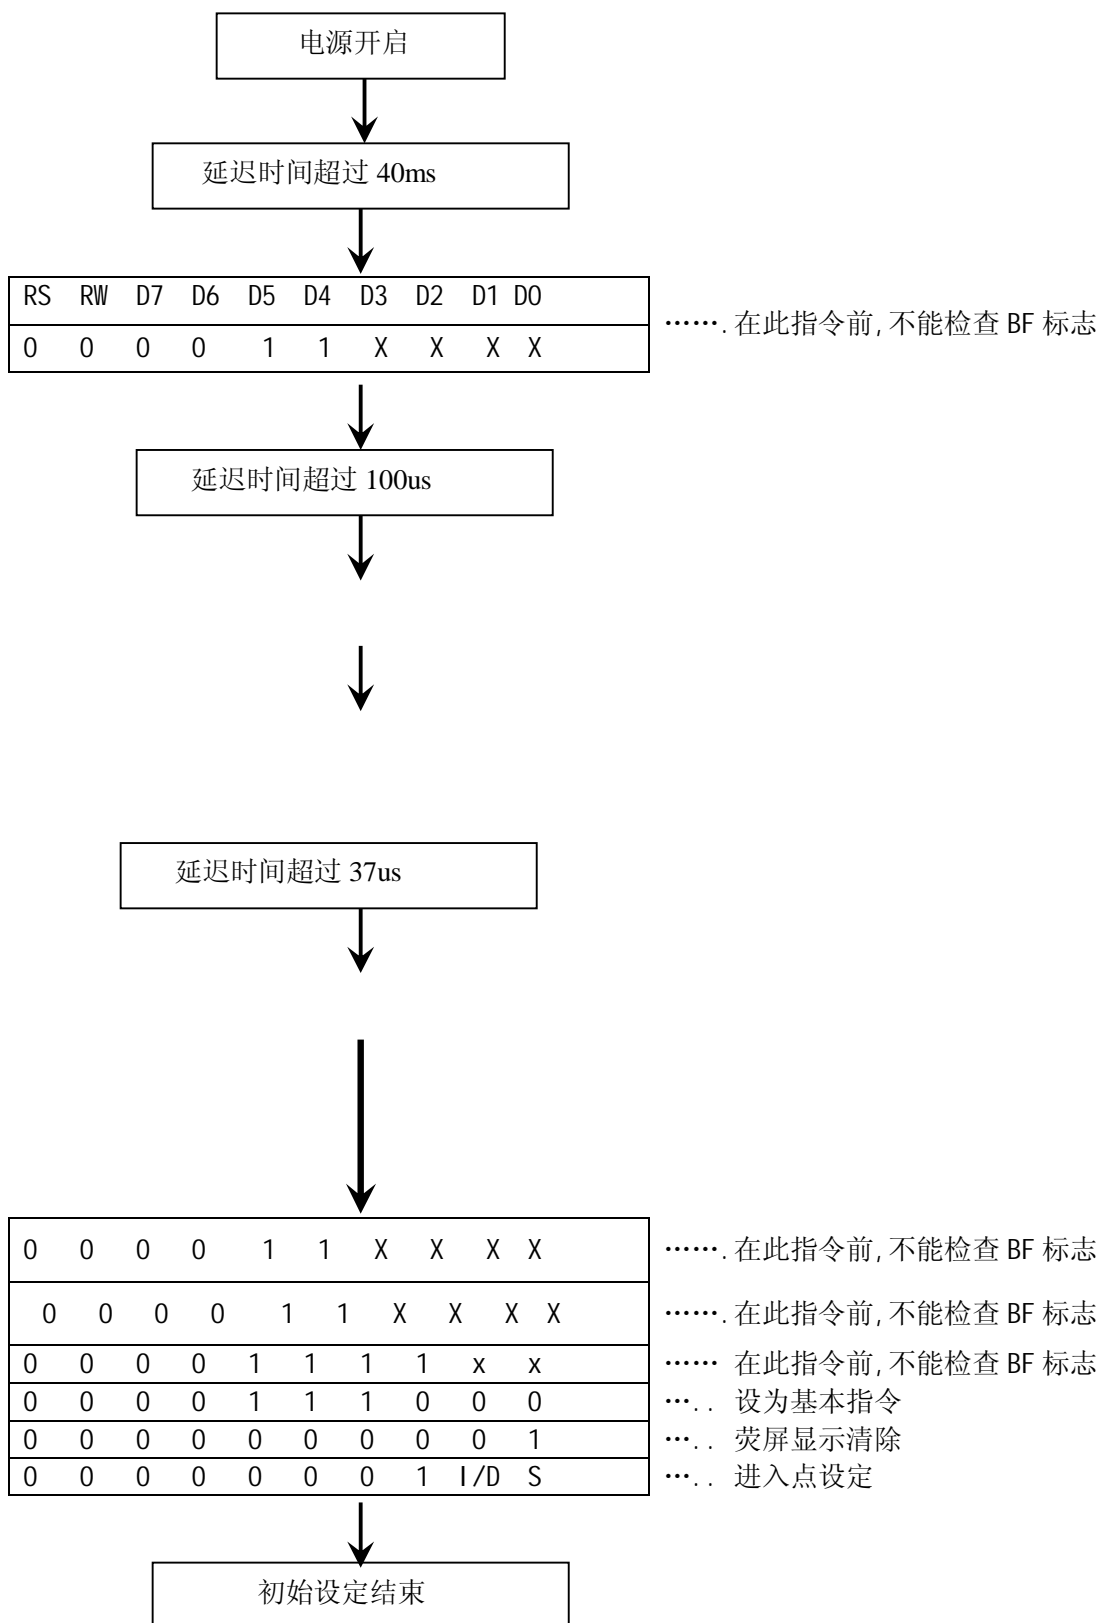 电源开启
延迟时间超过 40ms
RS RW D7 D6 D5 D4 D3 D2 D1 D0
0 0 0 0 1 1 X X X X
…….在此指令前,不能检查 BF 标志
延迟时间超过 100us
延迟时间超过 37us
0 0 0 0 1 1 X X X X …….在此指令前,不能检查 BF 标志
0 0 0 0 1 1 X X X X …….在此指令前,不能检查 BF 标志
0 0 0 0 1 1 1 1 x x …… 在此指令前,不能检查 BF 标志
0 0 0 0 1 1 1 0 0 0 ….. 设为基本指令
0 0 0 0 0 0 0 0 0 1 ….. 荧屏显示清除
0 0 0 0 0 0 0 1 I/D S ….. 进入点设定
初始设定结束